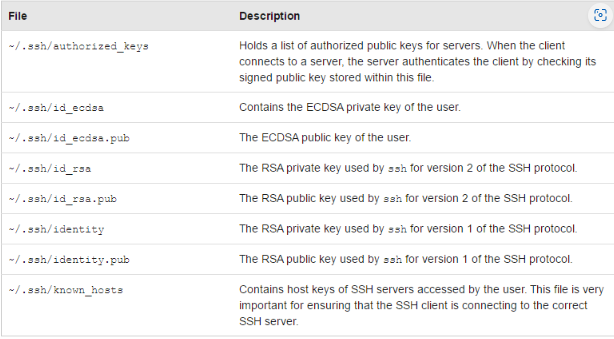 File Description
~/.ssh/authorized_keys Holds a list of authorized public keys for servers. When the client
connects to a server, the server authenticates the client by checking its
signed public key stored within this file.
~/.ssh/id_ecdsa Contains the ECDSA private key of the user.
~/.ssh/id_ecdsa.pub The ECDSA public key of the user.
~/.ssh/id_rsa The RSA private key used by ssh for version 2 of the SSH protocol.
~/.ssh/id_rsa.pub The RSA public key used by ssh for version 2 of the SSH protocol.
~/.ssh/identity The RSA private key used by ssh for version 1 of the SSH protocol.
~/.ssh/identity.pub The RSA public key used by ssh for version 1 of the SSH protocol.
~/.ssh/known_hosts Contains host keys of SSH servers accessed by the user. This file is very
important for ensuring that the SSH client is connecting to the correct
SSH server.